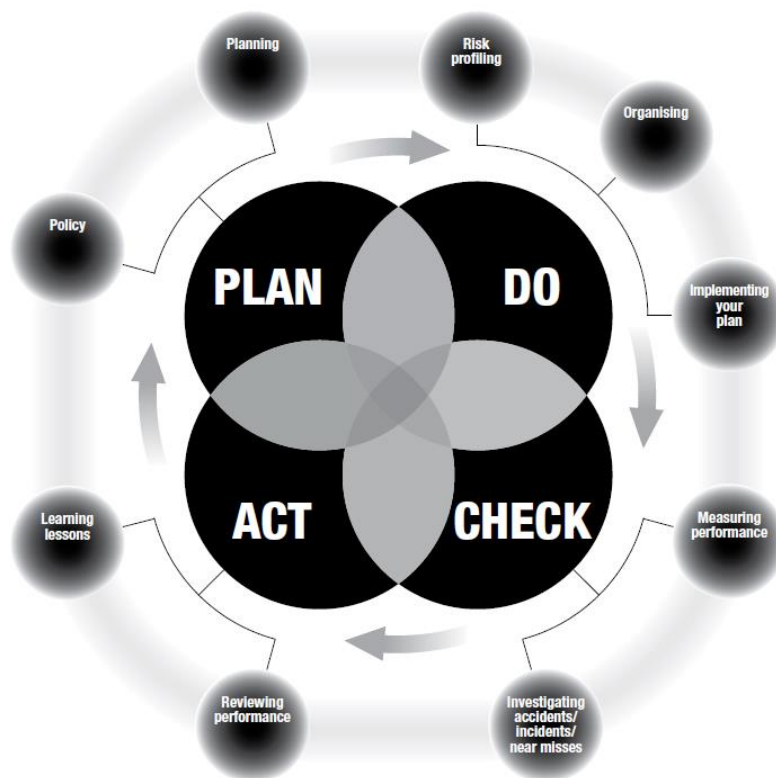 Planning
Risk
profiling
Organising
Policy
PLAN
DO
Implementing
your
plan
ACT
CHECK
Learning
lessons
Measuring
performance
Reviewing
performance
Investigating
accidents/
incidents/
near misses